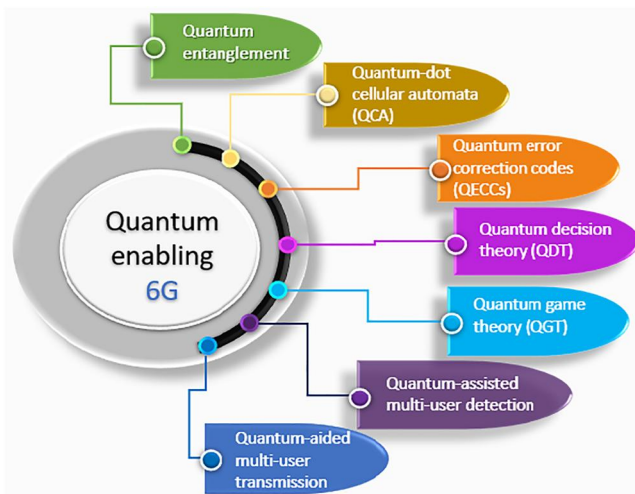 Quantum
entanglement
Quantum-dot
cellular automata
(QCA)
Quantum error
correction codes
(QECCs)
Quantum decision
theory (QDT)
Quantum game
theory (QGT)
Quantum-assisted
multi-user detection
Quantum-aided
multi-user
transmission
Quantum
enabling
6G